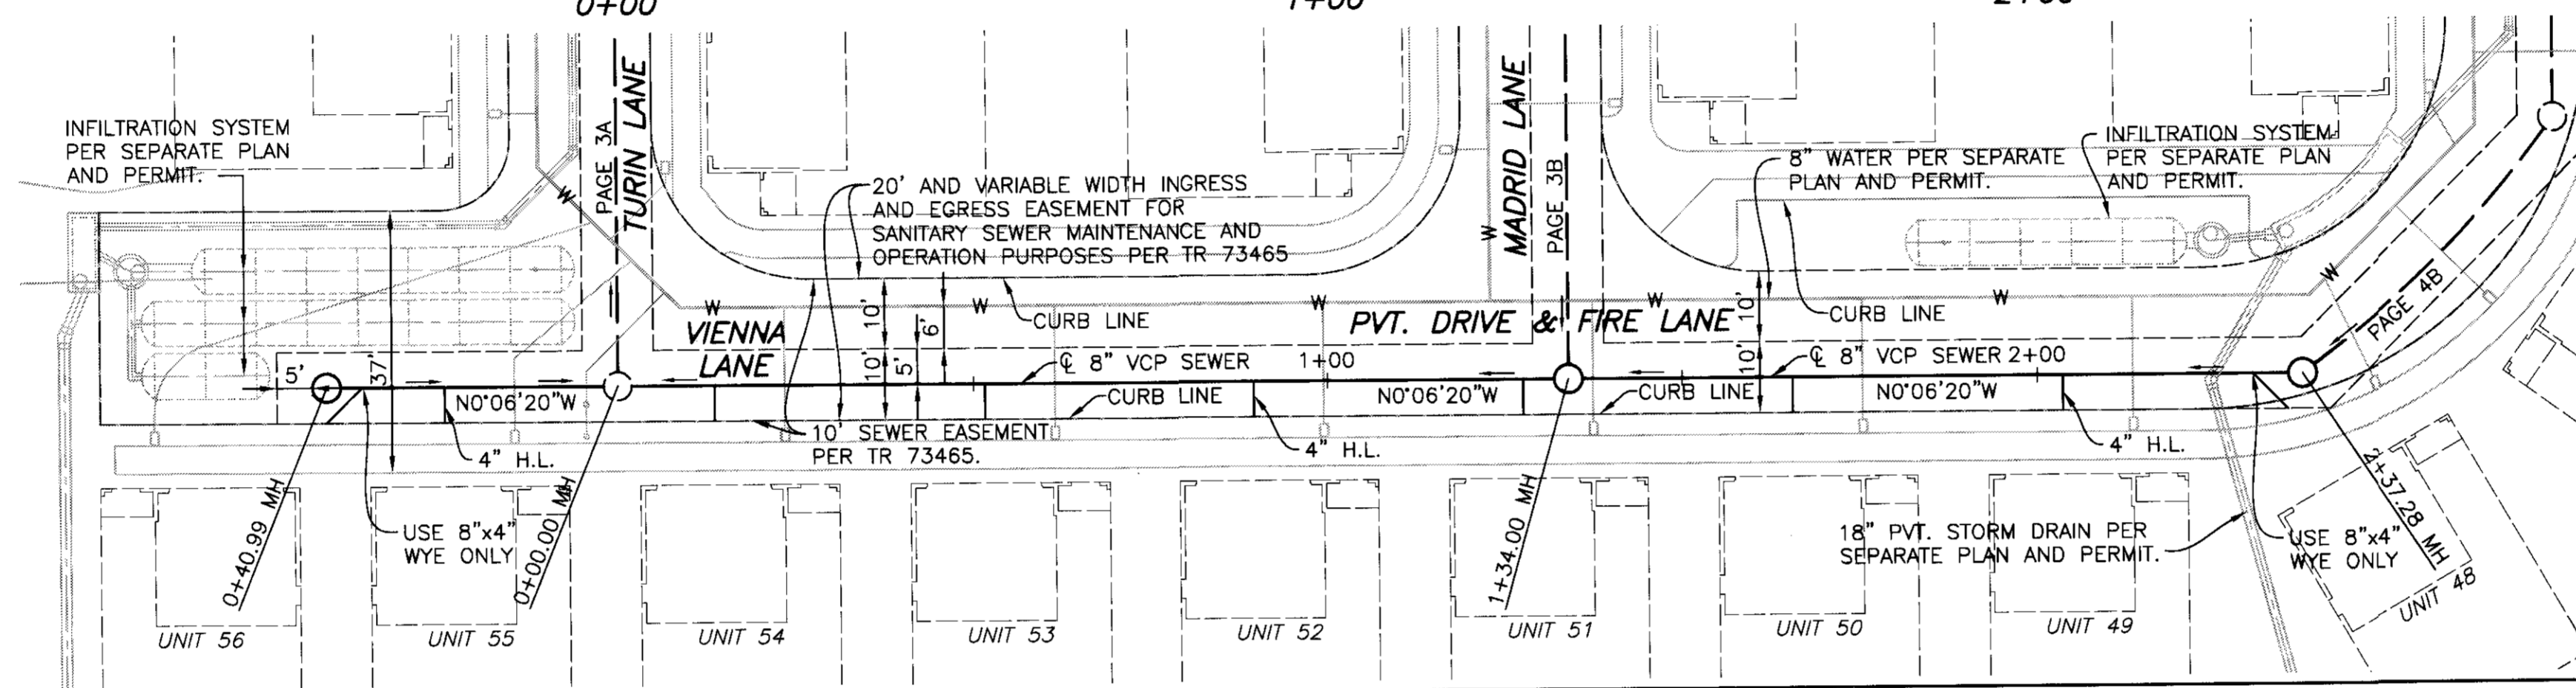 0+00
1+00
2+00
INFILTRATION SYSTEM
PER SEPARATE PLAN
AND PERMIT.
PAGE 3A
TURIN LANE
20' AND VARIABLE WIDTH INGRESS
AND EGRESS EASEMENT FOR
SANITARY SEWER MAINTENANCE AND
OPERATION PURPOSES PER TR 73465
MADRID LANE
PAGE 3B
8" WATER PER SEPARATE
PLAN AND PERMIT.
INFILTRATION SYSTEM
PER SEPARATE PLAN
AND PERMIT.
W
W
W
W
W
W
W
W
VIENNA
LANE
10'
6'
CURB LINE
PVT. DRIVE & FIRE LANE
10'
CURB LINE
PAGE 4B
5'
37'
10'
5'
℄ 8" VCP SEWER
1+00
10'
℄ 8" VCP SEWER
2+00
N0°06'20"W
CURB LINE
N0°06'20"W
CURB LINE
N0°06'20"W
4" H.L.
10' SEWER EASEMENT
PER TR 73465.
4" H.L.
4" H.L.
0+40.99 MH
USE 8"x4"
WYE ONLY
0+00.00 MH
1+34.00 MH
18" PVT. STORM DRAIN PER
SEPARATE PLAN AND PERMIT.
USE 8"x4"
WYE ONLY
2+37.28 MH
UNIT 56
UNIT 55
UNIT 54
UNIT 53
UNIT 52
UNIT 51
UNIT 50
UNIT 49
UNIT 48